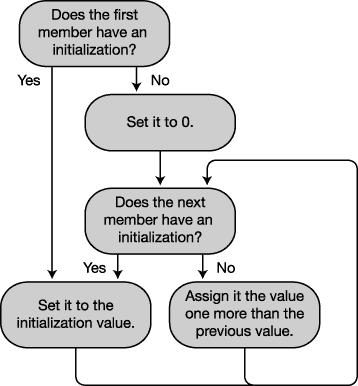 Does the first
member have an
initialization?
Yes
No
Set it to 0.
Does the next
member have an
initialization?
Yes
No
Set it to the
initialization value.
Assign it the value
one more than the
previous value.